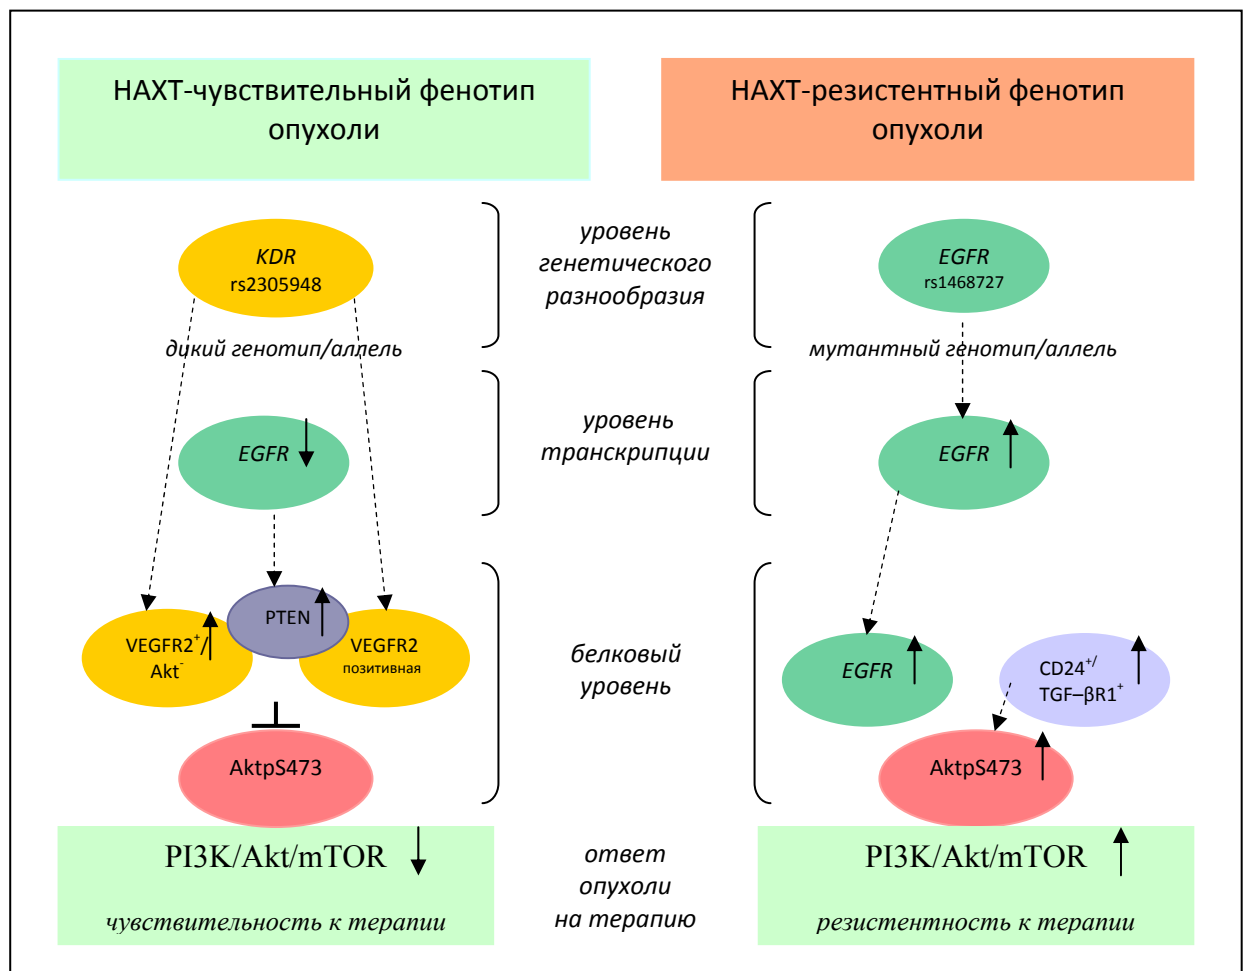 НАХТ-чувствительный фенотип
опухоли
НАХТ-резистентный фенотип
опухоли
KDR
rs2305948
уровень
генетического
разнообразия
EGFR
rs1468727
дикий генотип/аллель
мутантный генотип/аллель
EGFR
уровень
транскрипции
EGFR
VEGFR2⁺/
Akt⁻
PTEN
VEGFR2
позитивная
белковый
уровень
EGFR
CD24⁺/
TGF–βR1⁺
AktpS473
AktpS473
PI3K/Akt/mTOR
чувствительность к терапии
ответ
опухоли
на терапию
PI3K/Akt/mTOR
резистентность к терапии